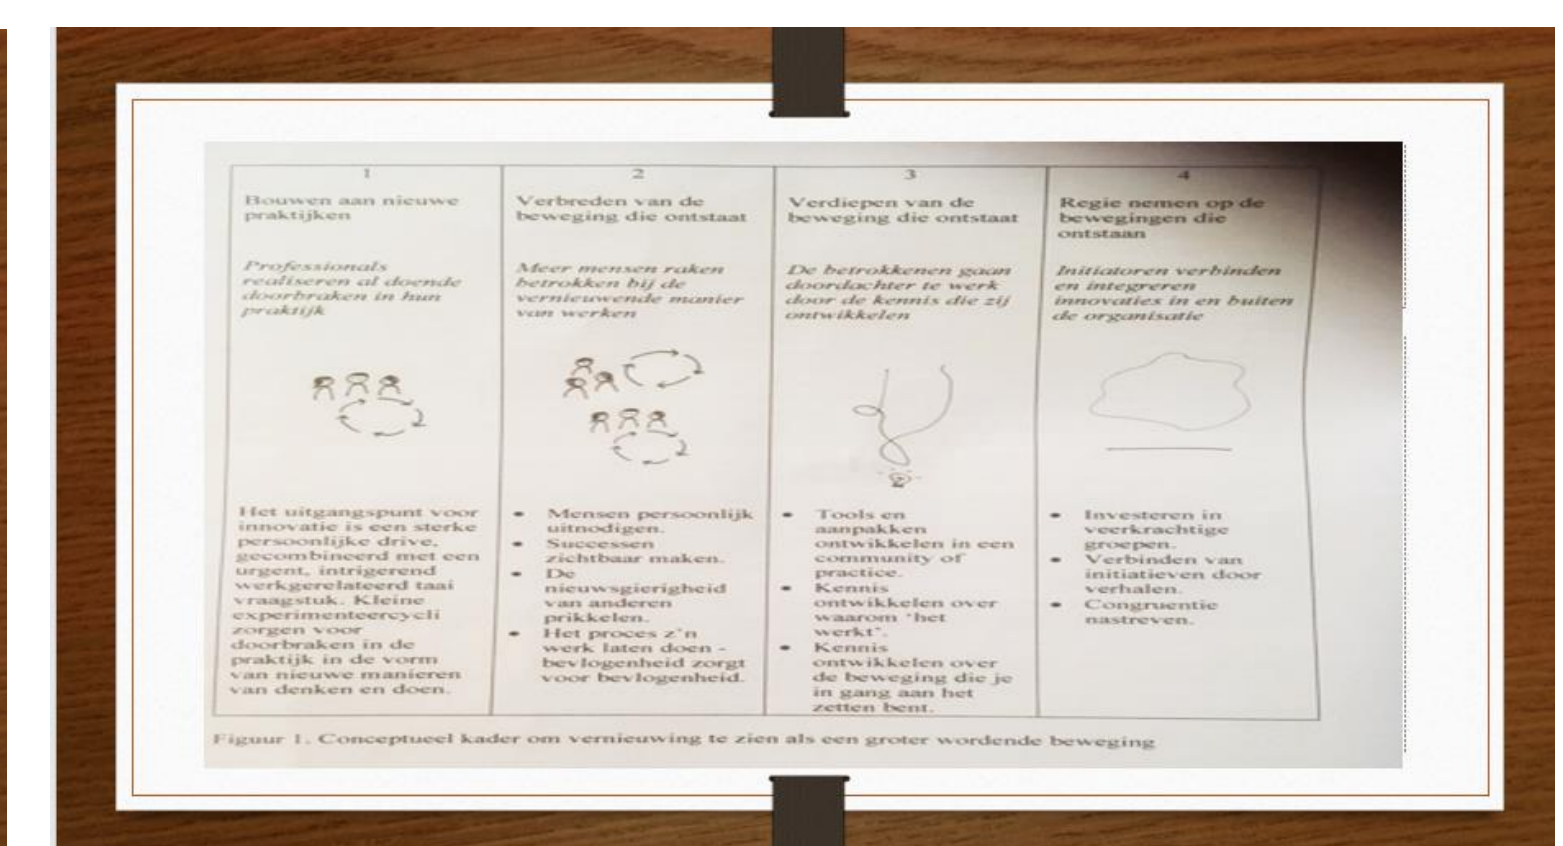 1
Bouwen aan nieuwe
praktijken
Professionals
realiseren al doende
doorbraken in hun
praktijk
Het uitgangspunt voor
innovatie is een sterke
persoonlijke drive,
gecombineerd met een
urgent, intrigerend
werkgerelateerd taai
vraagstuk. Kleine
experimenteercycli
zorgen voor
doorbraken in de
praktijk in de vorm
van nieuwe manieren
van denken en doen.
2
Verbreden van de
beweging die ontstaat
Meer mensen raken
betrokken bij de
vernieuwende manier
van werken
• Mensen persoonlijk
uitnodigen.
• Successen
zichtbaar maken.
• De
nieuwsgierigheid
van anderen
prikkelen.
• Het proces z'n
werk laten doen -
bevlogenheid zorgt
voor bevlogenheid.
3
Verdiepen van de
beweging die ontstaat
De betrokkenen gaan
doordachter te werk
door de kennis die zij
ontwikkelen
• Tools en
aanpakken
ontwikkelen in een
community of
practice.
• Kennis
ontwikkelen over
waarom 'het
werkt'.
• Kennis
ontwikkelen over
de beweging die je
in gang aan het
zetten bent.
4
Regie nemen op de
bewegingen die
ontstaan
Initiatoren verbinden
en integreren
innovaties in en buiten
de organisatie
• Investeren in
veerkrachtige
groepen.
• Verbinden van
initiatieven door
verhalen.
• Congruentie
nastreven.
Figuur 1. Conceptueel kader om vernieuwing te zien als een groter wordende beweging